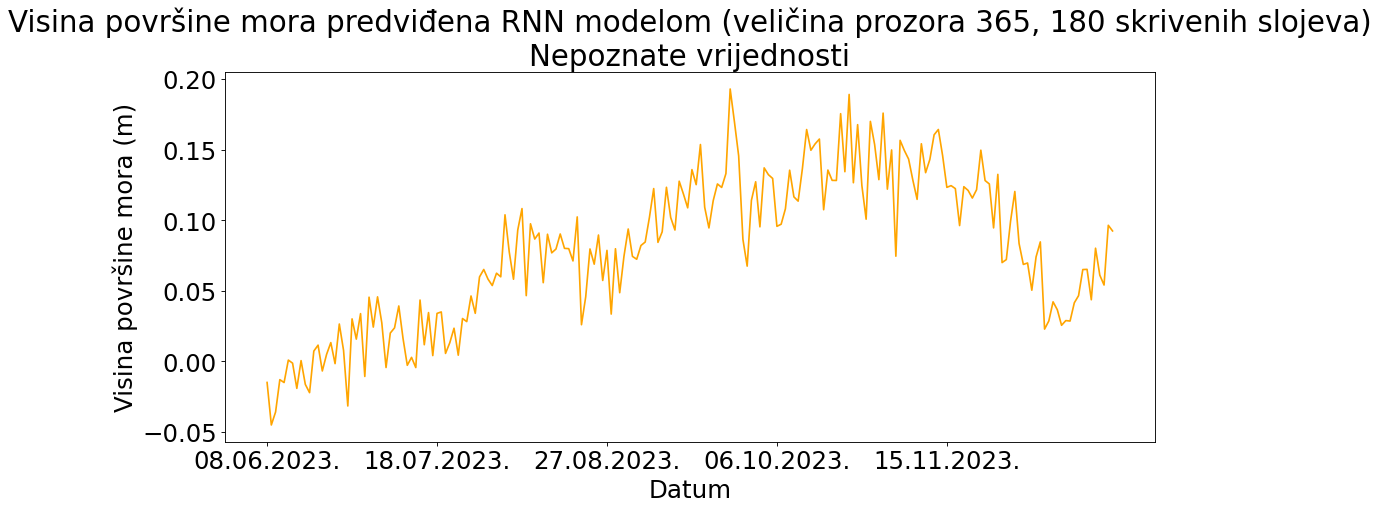 Visina površine mora predviđena RNN modelom (veličina prozora 365, 180 skrivenih slojeva)
Nepoznate vrijednosti
Visina površine mora (m)
0.20
0.15
0.10
0.05
0.00
−0.05
08.06.2023. 18.07.2023. 27.08.2023. 06.10.2023. 15.11.2023.
Datum